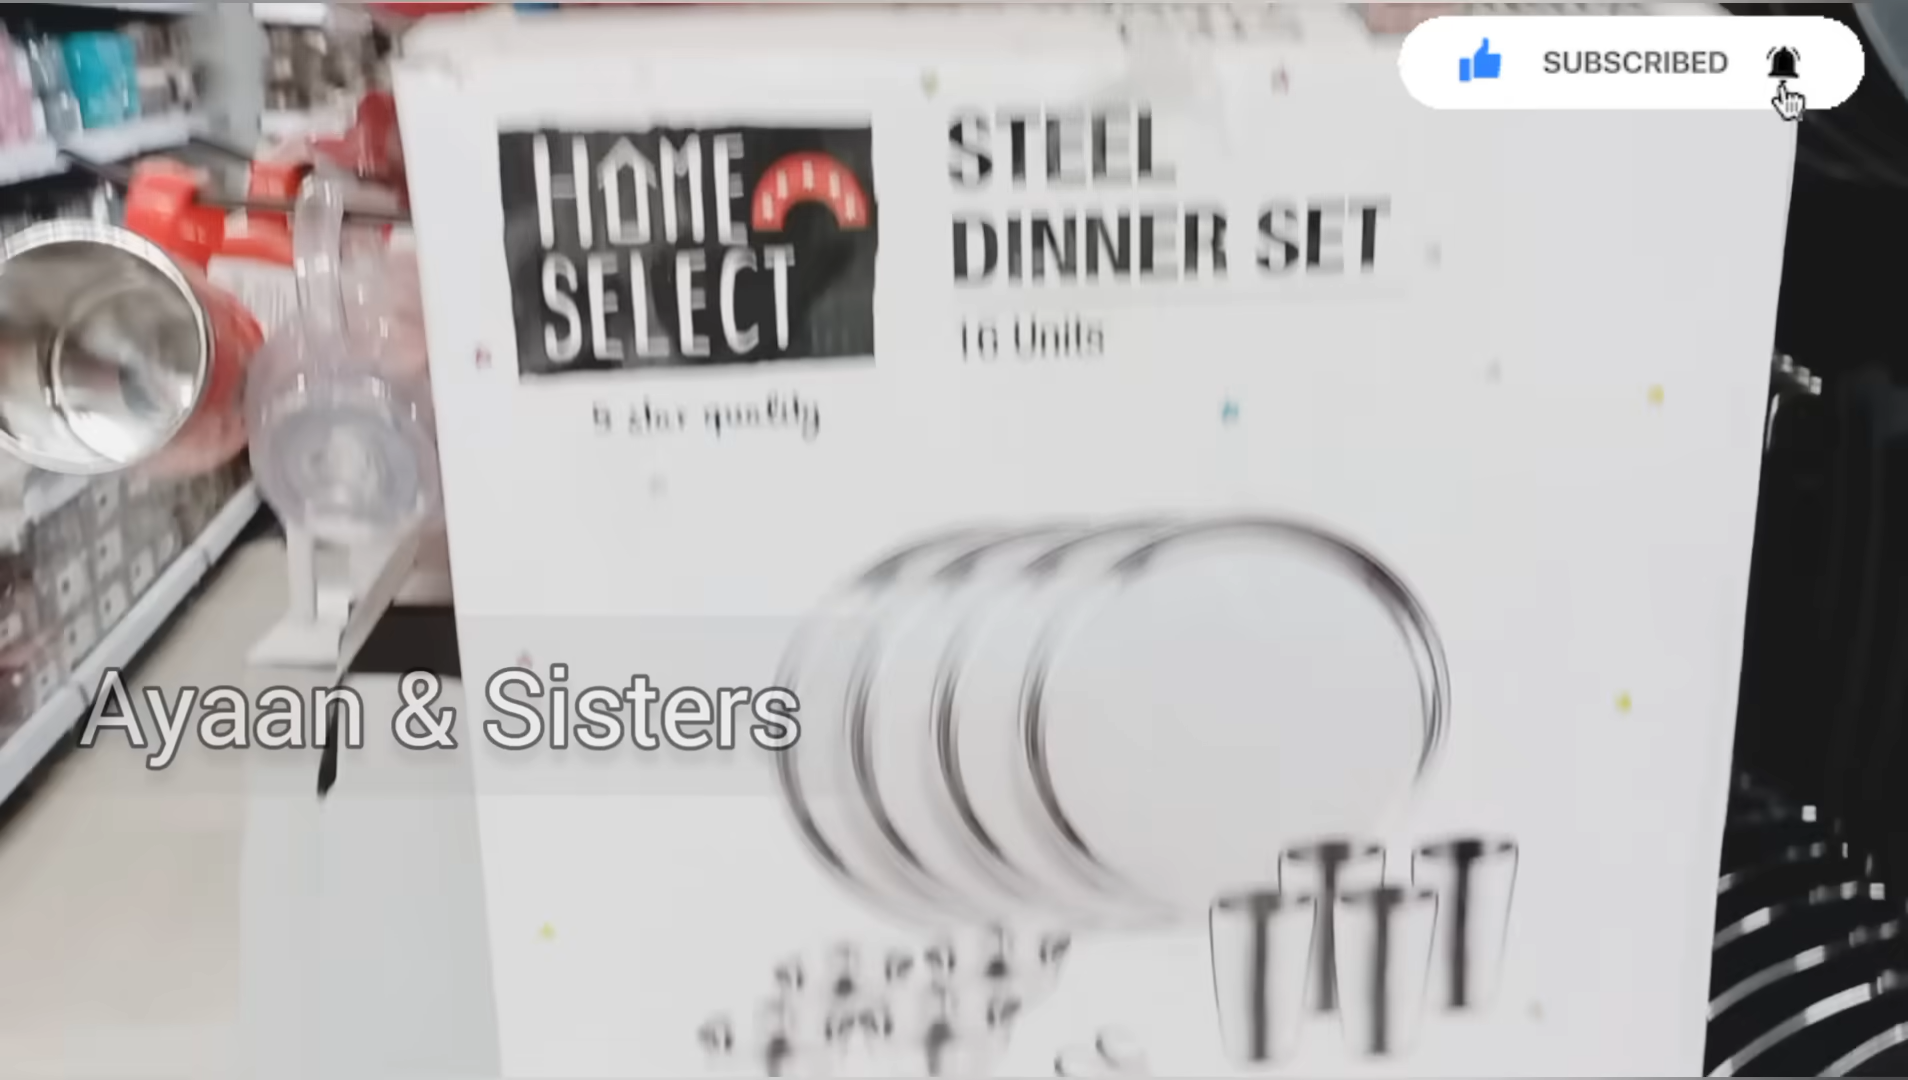 SUBSCRIBED
HOME
SELECT
5 star quality
STEEL
DINNER SET
16 Units
Ayaan & Sisters